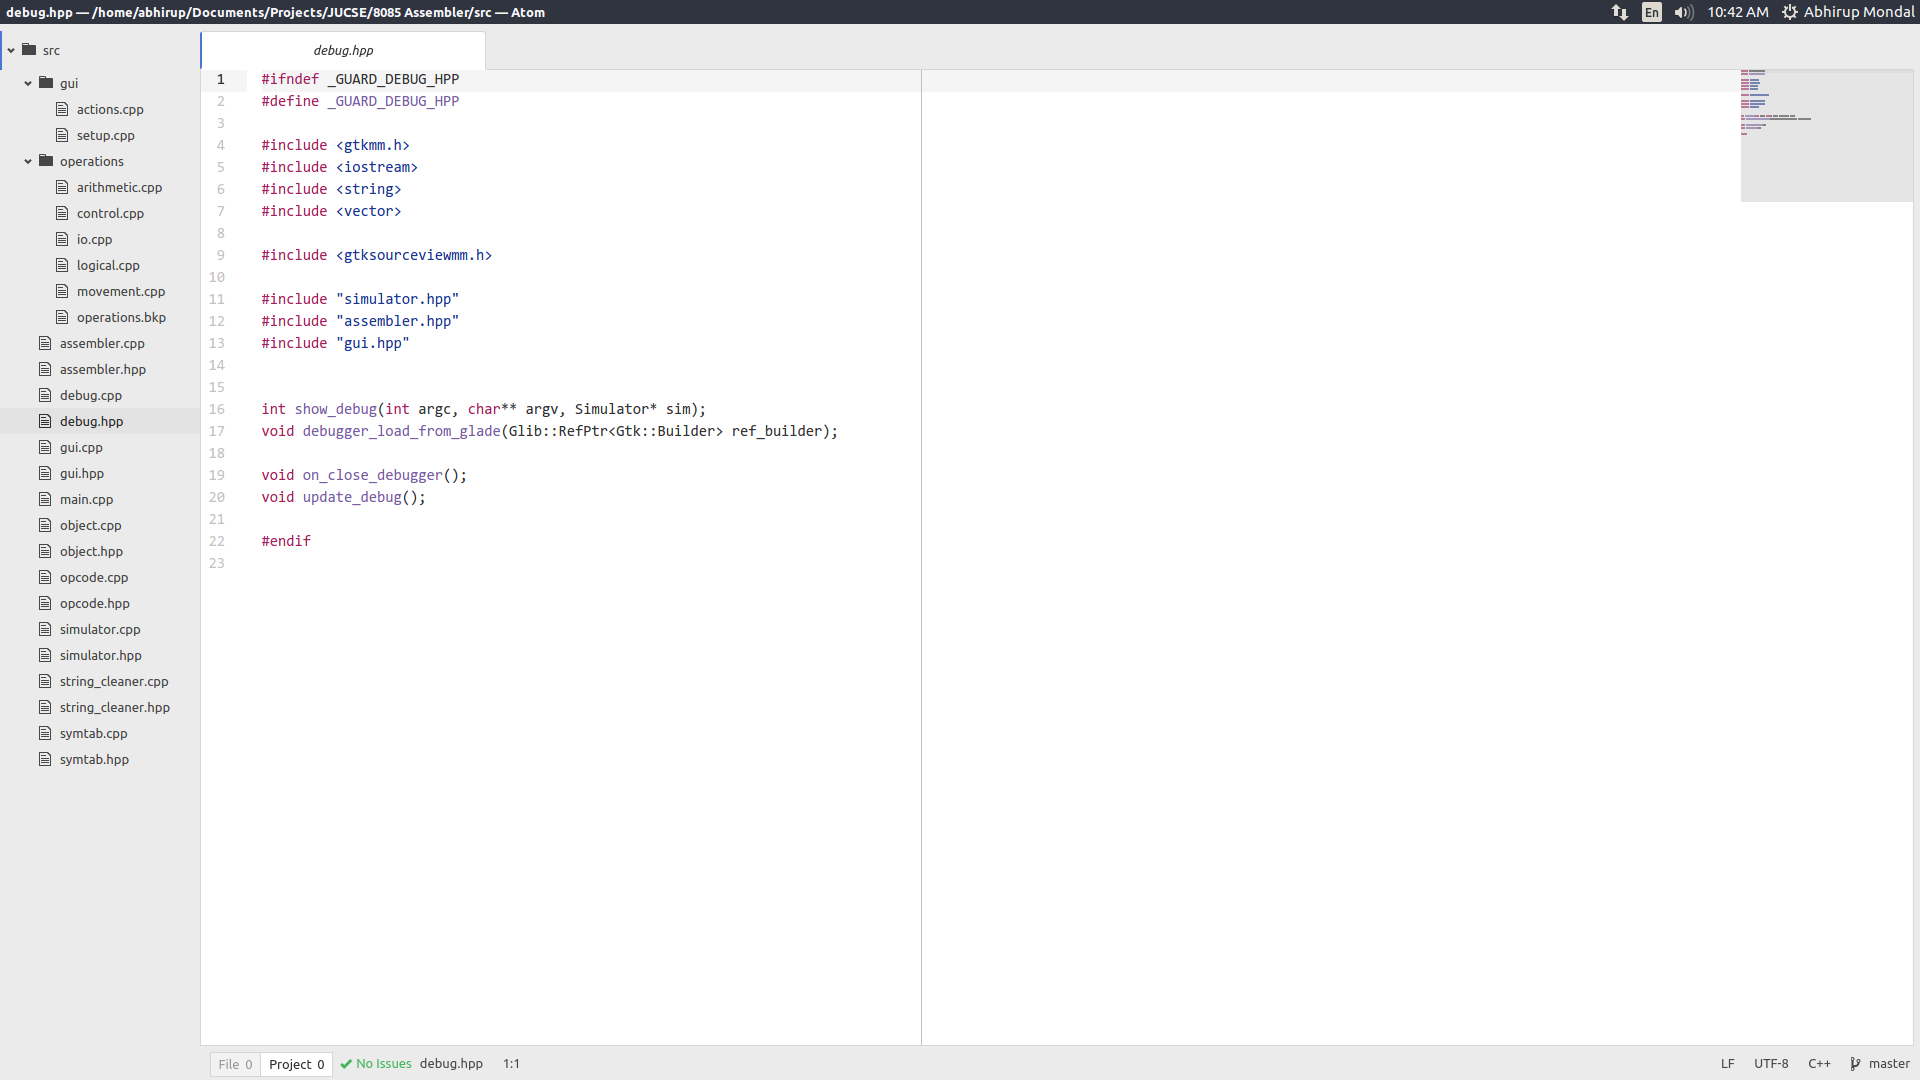 debug.hpp — /home/abhirup/Documents/Projects/JUCSE/8085 Assembler/src — Atom
En 10:42 AM Abhirup Mondal
src
gui
actions.cpp
setup.cpp
operations
arithmetic.cpp
control.cpp
io.cpp
logical.cpp
movement.cpp
operations.bkp
assembler.cpp
assembler.hpp
debug.cpp
debug.hpp
gui.cpp
gui.hpp
main.cpp
object.cpp
object.hpp
opcode.cpp
opcode.hpp
simulator.cpp
simulator.hpp
string_cleaner.cpp
string_cleaner.hpp
symtab.cpp
symtab.hpp
debug.hpp
1 #ifndef _GUARD_DEBUG_HPP
2 #define _GUARD_DEBUG_HPP
3
4 #include <gtkmm.h>
5 #include <iostream>
6 #include <string>
7 #include <vector>
8
9 #include <gtksourceviewmm.h>
10
11 #include "simulator.hpp"
12 #include "assembler.hpp"
13 #include "gui.hpp"
14
15
16 int show_debug(int argc, char** argv, Simulator* sim);
17 void debugger_load_from_glade(Glib::RefPtr<Gtk::Builder> ref_builder);
18
19 void on_close_debugger();
20 void update_debug();
21
22 #endif
23
File 0 Project 0 No Issues debug.hpp 1:1 LF UTF-8 C++ master